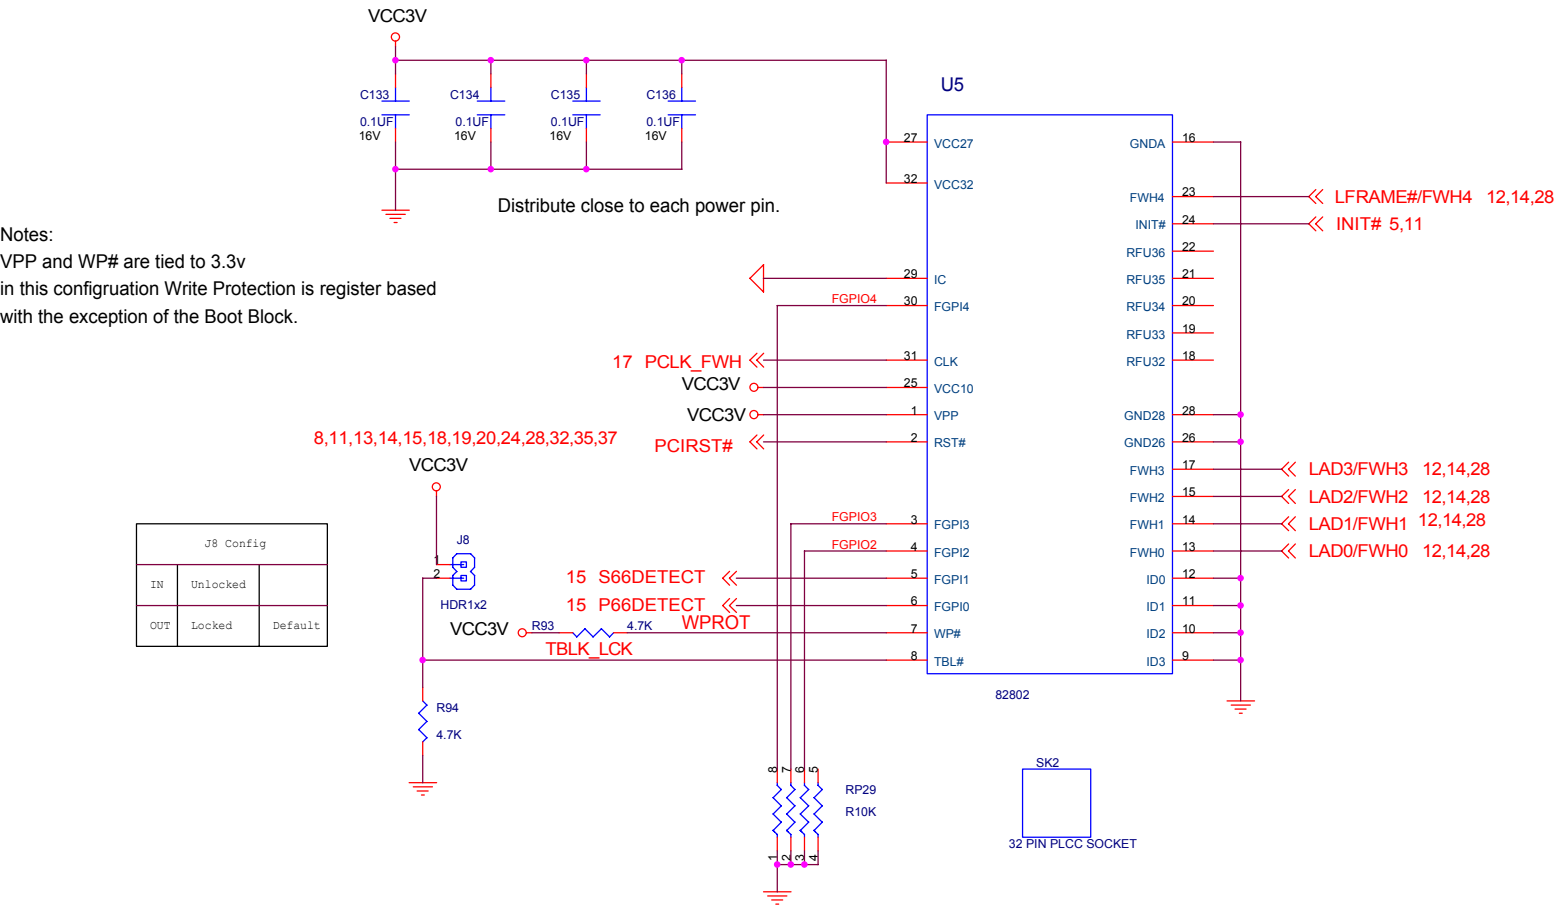 VCC3V
C133
0.1UF
16V
C134
0.1UF
16V
C135
0.1UF
16V
C136
0.1UF
16V
Distribute close to each power pin.
Notes:
VPP and WP# are tied to 3.3v
in this configruation Write Protection is register based
with the exception of the Boot Block.
U5
27 VCC27
32 VCC32
29 IC
FGPIO4 30 FGPI4
17 PCLK_FWH 31 CLK
VCC3V 25 VCC10
VCC3V 1 VPP
PCIRST# 2 RST#
FGPIO3 3 FGPI3
FGPIO2 4 FGPI2
15 S66DETECT 5 FGPI1
15 P66DETECT 6 FGPI0
VCC3V R93 4.7K WPROT 7 WP#
TBLK_LCK 8 TBL#
GNDA 16
FWH4 23 LFRAME#/FWH4 12,14,28
INIT# 24 INIT# 5,11
RFU36 22
RFU35 21
RFU34 20
RFU33 19
RFU32 18
GND28 28
GND26 26
FWH3 17 LAD3/FWH3 12,14,28
FWH2 15 LAD2/FWH2 12,14,28
FWH1 14 LAD1/FWH1 12,14,28
FWH0 13 LAD0/FWH0 12,14,28
ID0 12
ID1 11
ID2 10
ID3 9
82802
8,11,13,14,15,18,19,20,24,28,32,35,37
VCC3V
J8
1
2
HDR1x2
J8 Config
IN Unlocked
OUT Locked Default
R94
4.7K
8 7 6 5
RP29
R10K
1 2 3 4
SK2
32 PIN PLCC SOCKET